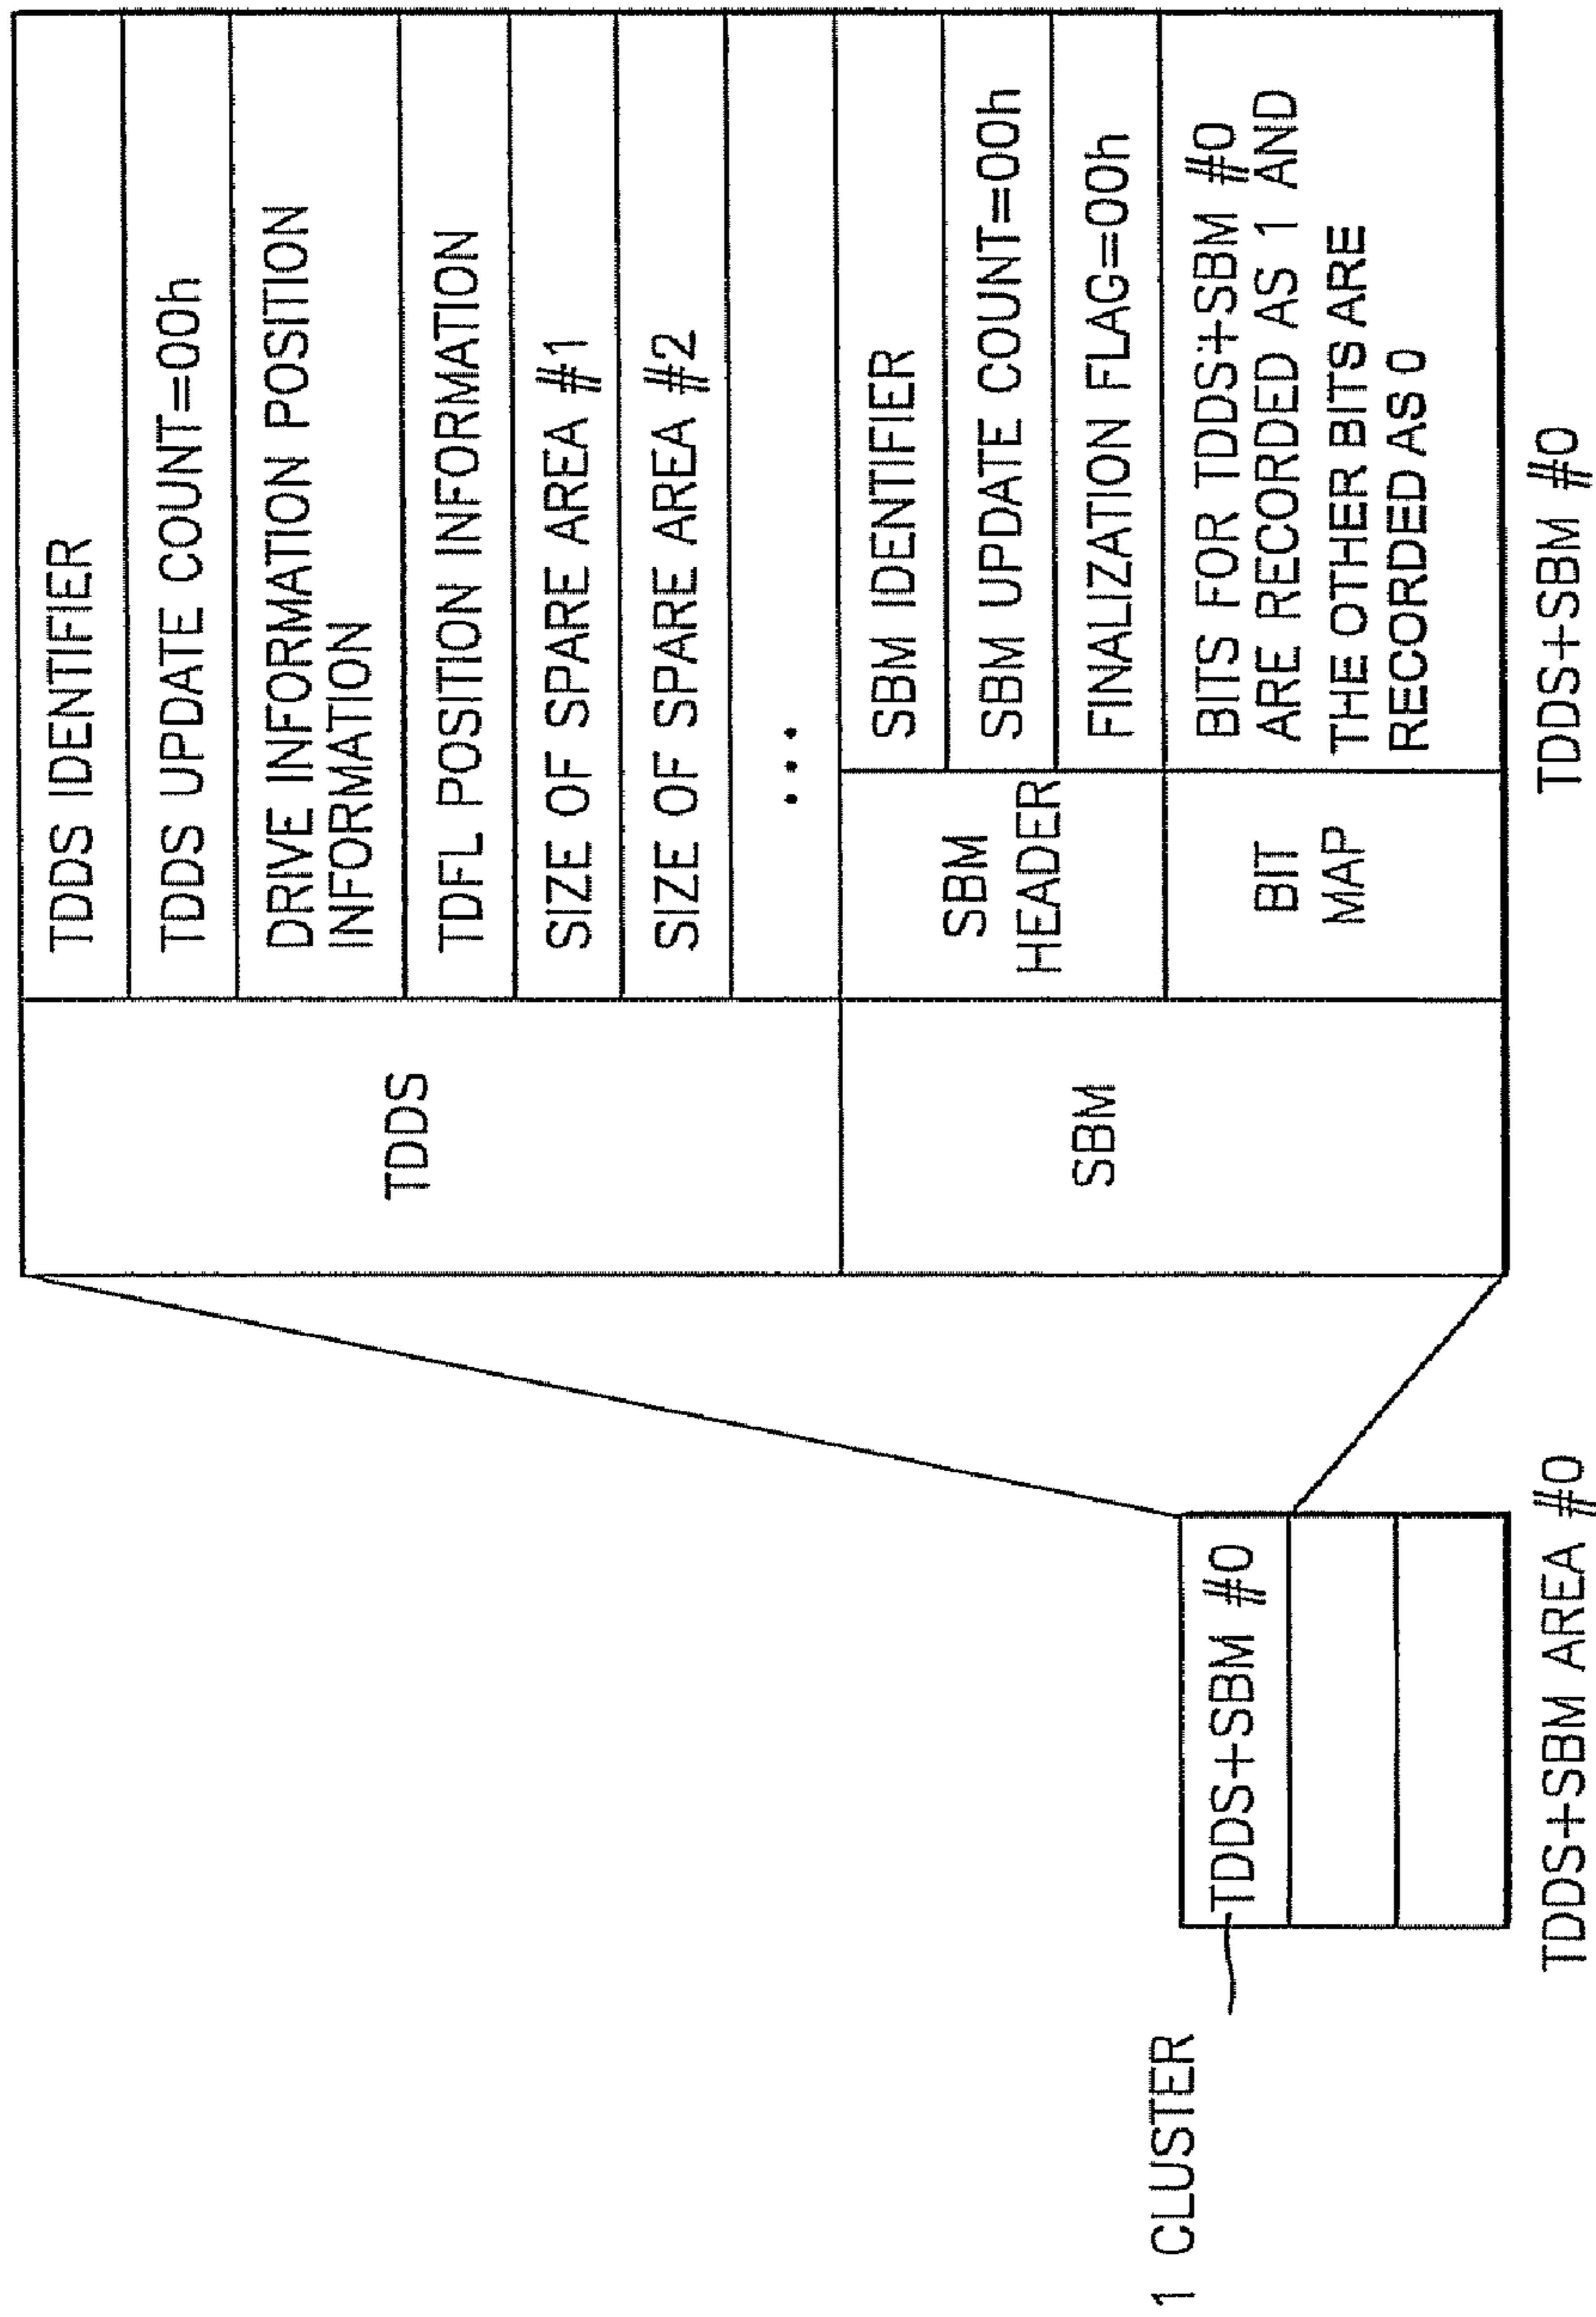 1 CLUSTER
TDDS+SBM #0
TDDS+SBM AREA #0
TDDS
TDDS IDENTIFIER
TDDS UPDATE COUNT=00h
DRIVE INFORMATION POSITION
INFORMATION
TDFL POSITION INFORMATION
SIZE OF SPARE AREA #1
SIZE OF SPARE AREA #2
...
SBM
SBM
HEADER
SBM IDENTIFIER
SBM UPDATE COUNT=00h
FINALIZATION FLAG=00h
BIT
MAP
BITS FOR TDDS+SBM #0
ARE RECORDED AS 1 AND
THE OTHER BITS ARE
RECORDED AS 0
TDDS+SBM #0